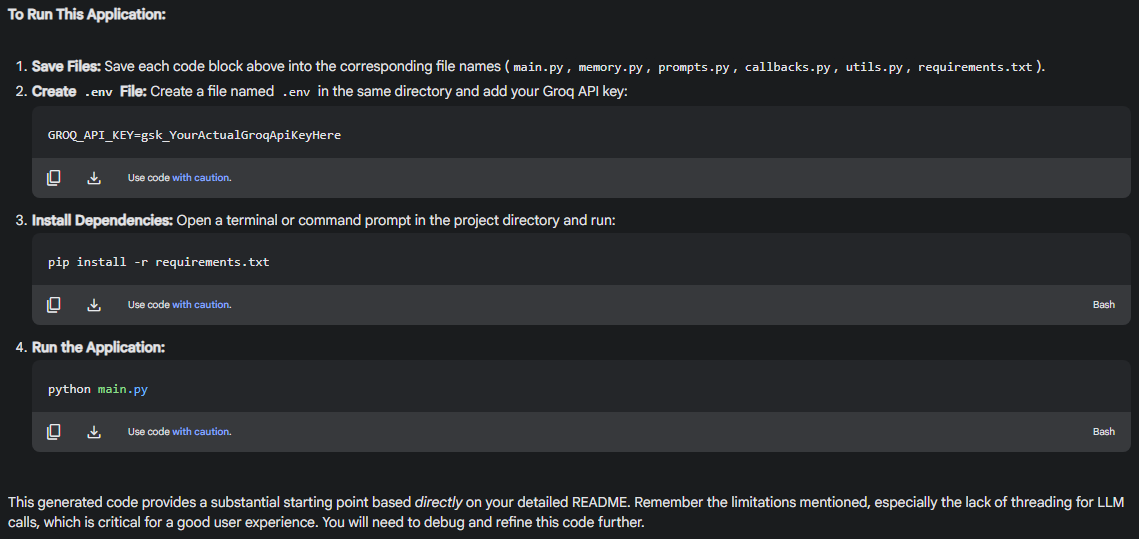 To Run This Application:
1. Save Files: Save each code block above into the corresponding file names ( main.py , memory.py , prompts.py , callbacks.py , utils.py , requirements.txt ).
2. Create .env File: Create a file named .env in the same directory and add your Groq API key:
GROQ_API_KEY=gsk_YourActualGroqApiKeyHere
Use code with caution.
3. Install Dependencies: Open a terminal or command prompt in the project directory and run:
pip install -r requirements.txt
Use code with caution. Bash
4. Run the Application:
python main.py
Use code with caution. Bash
This generated code provides a substantial starting point based directly on your detailed README. Remember the limitations mentioned, especially the lack of threading for LLM
calls, which is critical for a good user experience. You will need to debug and refine this code further.